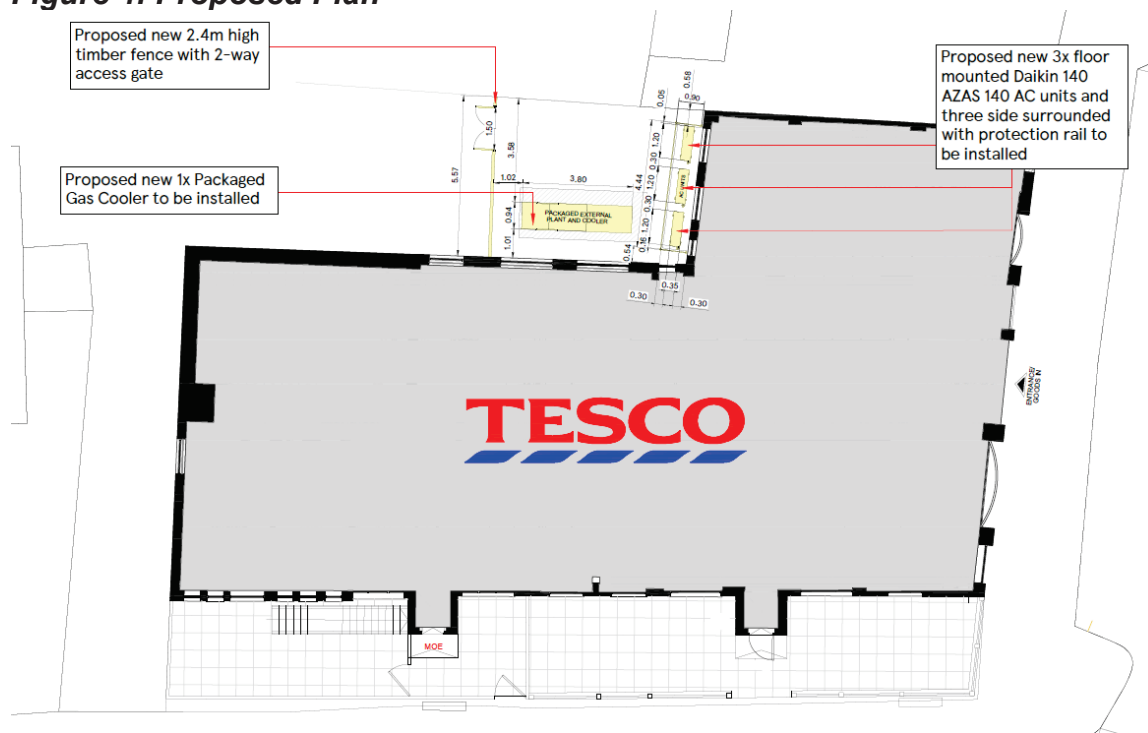 Figure 4: Proposed Plan
Proposed new 2.4m high
timber fence with 2-way
access gate
Proposed new 3x floor
mounted Daikin 140
AZAS 140 AC units and
three side surrounded
with protection rail to
be installed
Proposed new 1x Packaged
Gas Cooler to be installed
0.58
0.90
0.05
1.50
1.20
5.57
3.58
0.30
1.02
3.80
4.44
1.20
AC UNITS
0.30
PACKAGED EXTERNAL
PLANT AND COOLER
0.94
1.20
1.01
0.54
0.16
0.30
0.35
0.30
ENTRANCE/
GOODS IN
TESCO
MOE